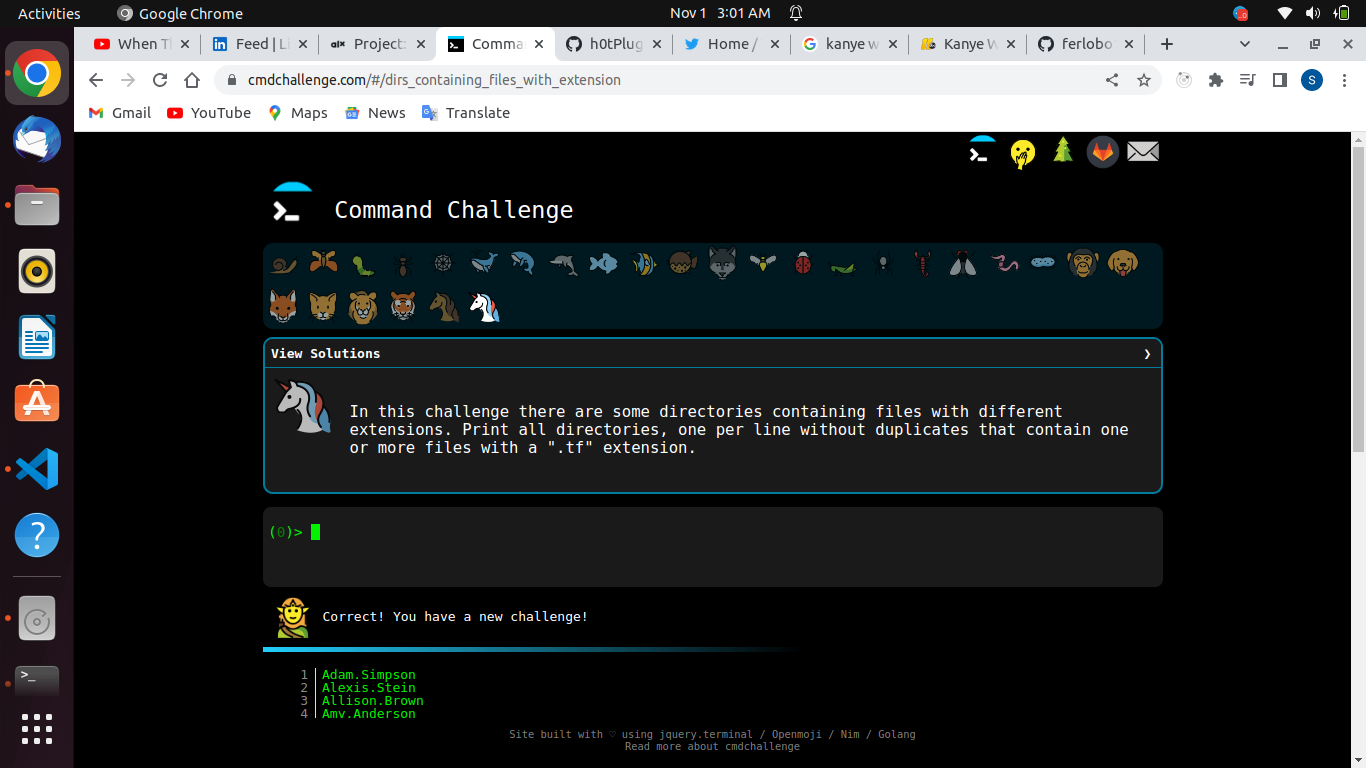 Activities
Google Chrome
Nov 1 3:01 AM
When Th
Feed | Li
Project:
Comma
h0tPlug
Home /
kanye w
Kanye W
ferlobo
cmdchallenge.com/#/dirs_containing_files_with_extension
S
Gmail
YouTube
Maps
News
Translate
Command Challenge
View Solutions
In this challenge there are some directories containing files with different
extensions. Print all directories, one per line without duplicates that contain one
or more files with a ".tf" extension.
(0)>
Correct! You have a new challenge!
1 Adam.Simpson
2 Alexis.Stein
3 Allison.Brown
4 Amy.Anderson
Site built with ♡ using jquery.terminal / Openmoji / Nim / Golang
Read more about cmdchallenge